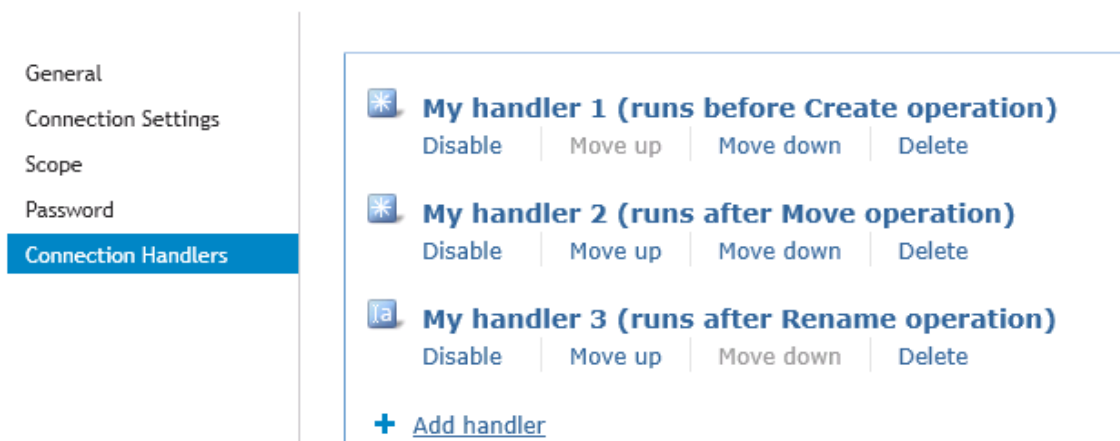 General
Connection Settings
Scope
Password
Connection Handlers
My handler 1 (runs before Create operation)
Disable Move up Move down Delete
My handler 2 (runs after Move operation)
Disable Move up Move down Delete
Ia My handler 3 (runs after Rename operation)
Disable Move up Move down Delete
+ Add handler